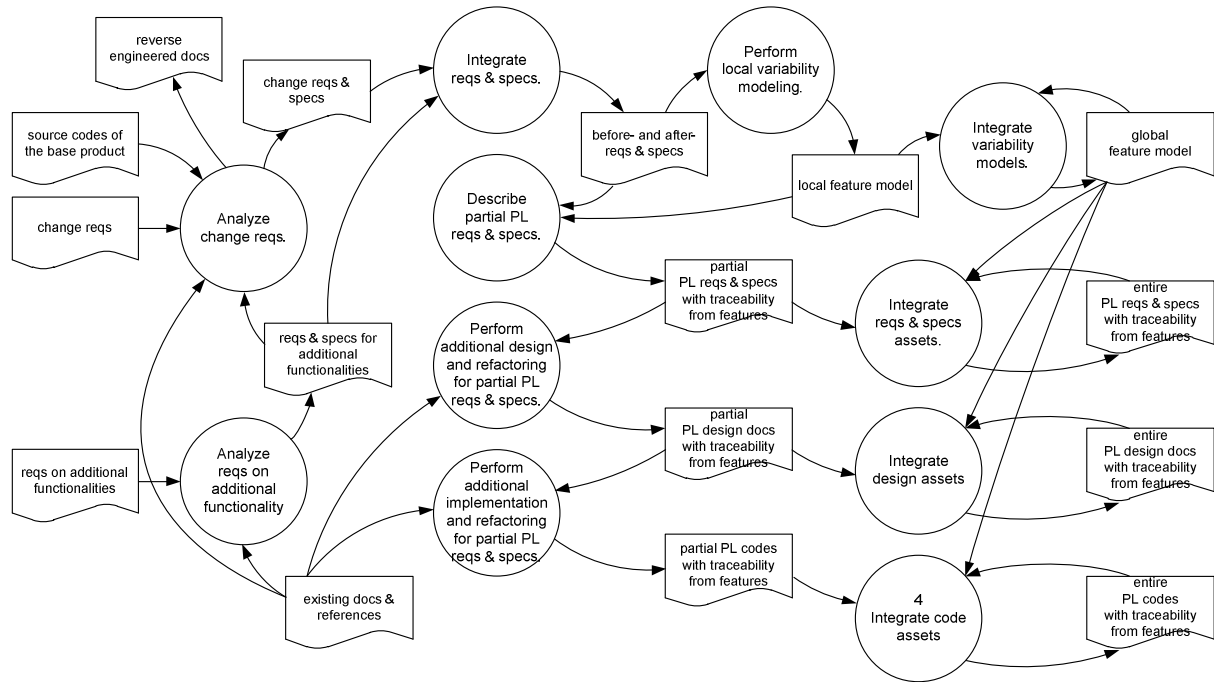 reverse
engineered docs
change reqs &
specs
Integrate
reqs & specs.
Perform
local variability
modeling.
source codes of
the base product
before- and after-
reqs & specs
Integrate
variability
models.
global
feature model
local feature model
Analyze
change reqs.
change reqs
Describe
partial PL
reqs & specs.
partial
PL reqs & specs
with traceability
from features
Integrate
reqs & specs
assets.
entire
PL reqs & specs
with traceability
from features
reqs & specs for
additional
functionalities
Perform
additional design
and refactoring
for partial PL
reqs & specs.
partial
PL design docs
with traceability
from features
Integrate
design assets
entire
PL design docs
with traceability
from features
reqs on additional
functionalities
Analyze
reqs on
additional
functionality
Perform
additional
implementation
and refactoring
for partial PL
reqs & specs.
partial PL codes
with traceability
from features
existing docs &
references
4
Integrate code
assets
entire
PL codes
with traceability
from features